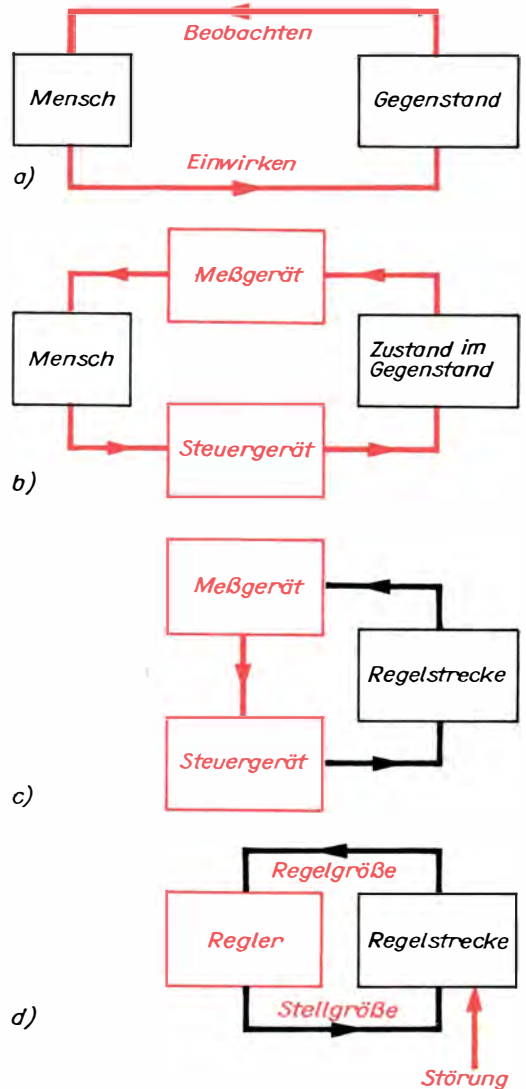 Beobachten
Mensch
Gegenstand
Einwirken
a)
Meßgerät
Mensch
Zustand im
Gegenstand
Steuergerät
b)
Meßgerät
Regelstrecke
Steuergerät
c)
Regelgröße
Regler
Regelstrecke
Stellgröße
d)
Störung